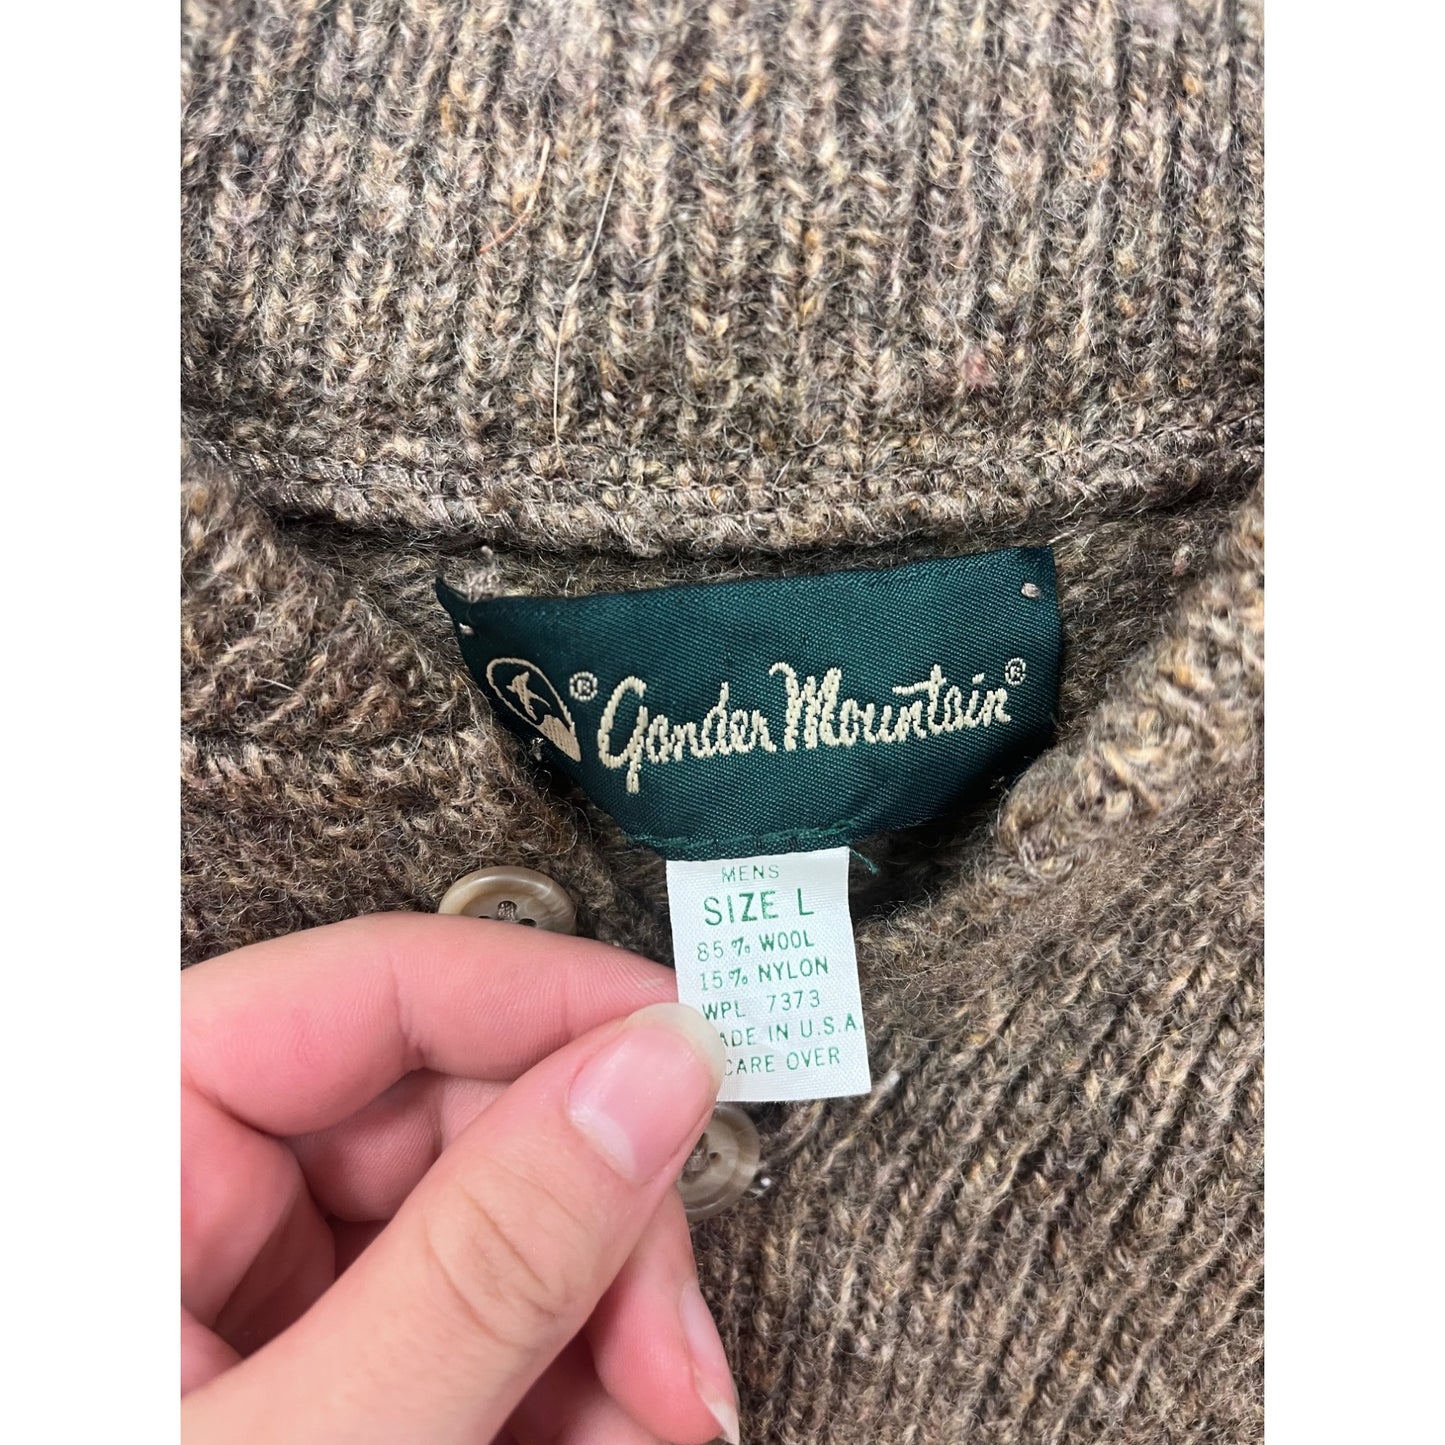 ® Gander Mountain®
MENS
SIZE L
85% WOOL
15% NYLON
WPL 7373
ADE IN U.S.A.
CARE OVER